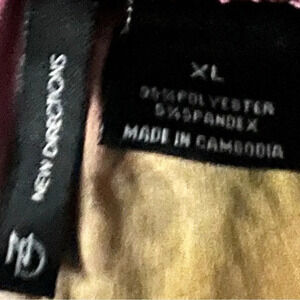 NEW DIRECTIONS
XL
95%POLYESTER
5%SPANDEX
MADE IN CAMBODIA